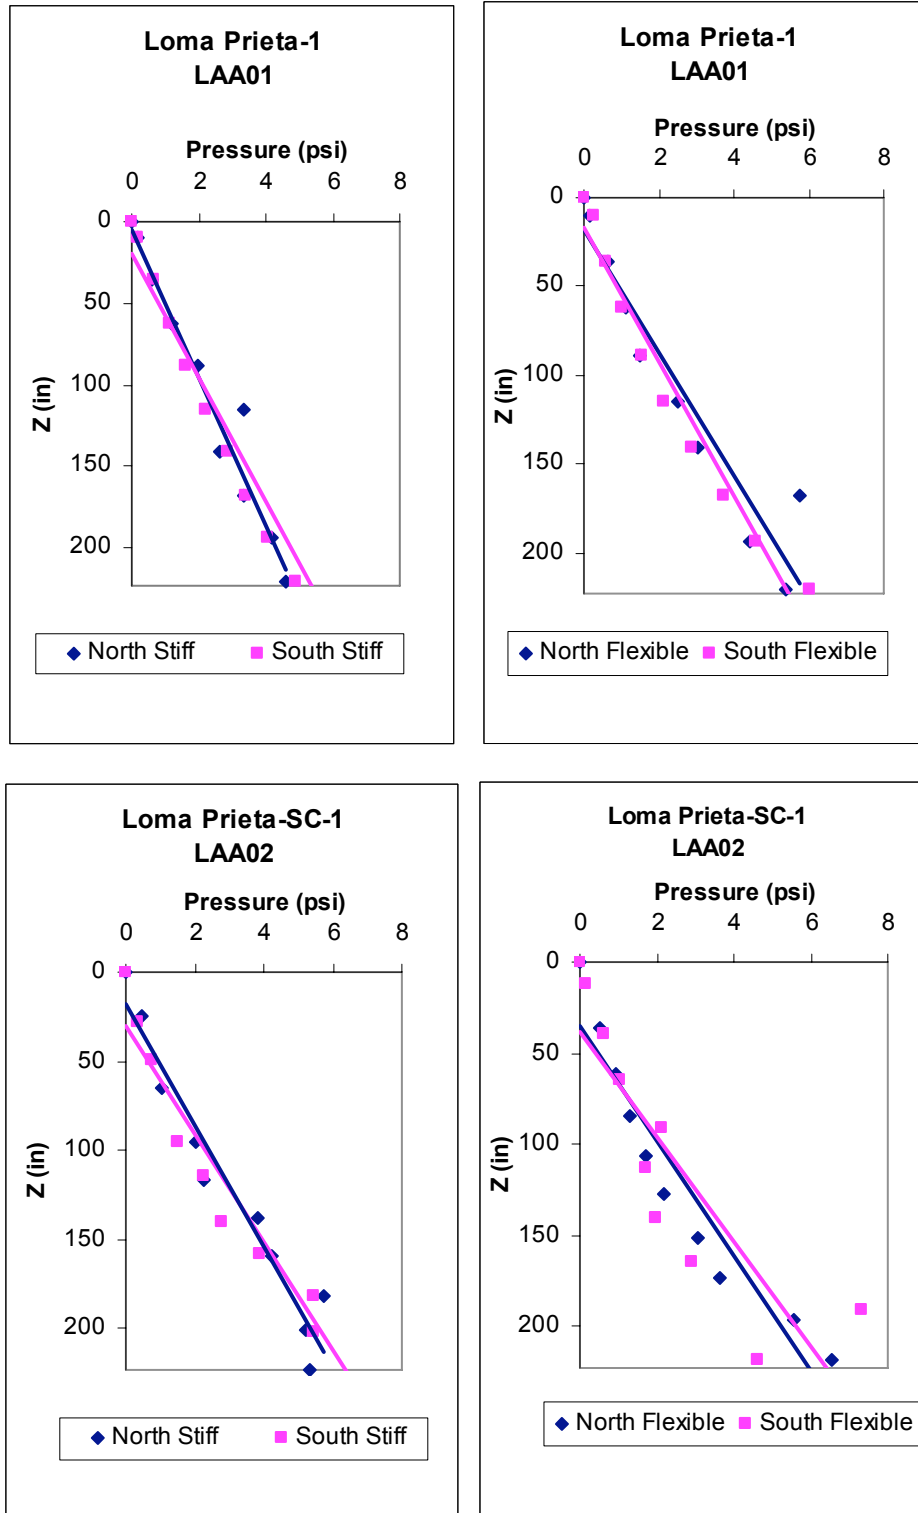 Loma Prieta-1
LAA01
Pressure (psi)
0 2 4 6 8
0
50
100
150
200
Z (in)
North Stiff South Stiff
Loma Prieta-1
LAA01
Pressure (psi)
0 2 4 6 8
0
50
100
150
200
Z (in)
North Flexible South Flexible
Loma Prieta-SC-1
LAA02
Pressure (psi)
0 2 4 6 8
0
50
100
150
200
Z (in)
North Stiff South Stiff
Loma Prieta-SC-1
LAA02
Pressure (psi)
0 2 4 6 8
0
50
100
150
200
Z (in)
North Flexible South Flexible